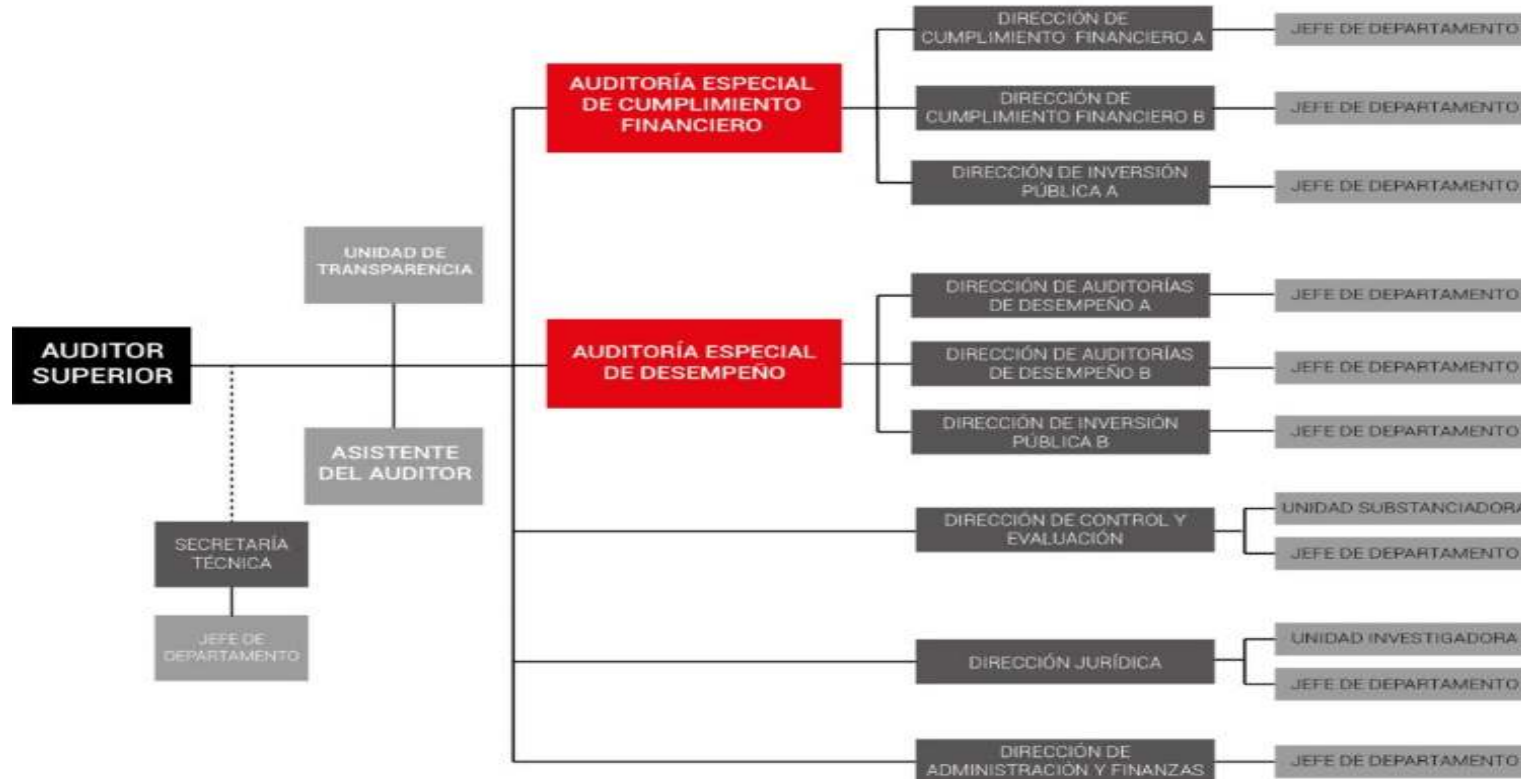 AUDITOR
SUPERIOR
SECRETARÍA
TÉCNICA
JEFE DE
DEPARTAMENTO
UNIDAD DE
TRANSPARENCIA
ASISTENTE
DEL AUDITOR
AUDITORÍA ESPECIAL
DE CUMPLIMIENTO
FINANCIERO
DIRECCIÓN DE
CUMPLIMIENTO FINANCIERO A
JEFE DE DEPARTAMENTO
DIRECCIÓN DE
CUMPLIMIENTO FINANCIERO B
JEFE DE DEPARTAMENTO
DIRECCIÓN DE INVERSIÓN
PÚBLICA A
JEFE DE DEPARTAMENTO
AUDITORÍA ESPECIAL
DE DESEMPEÑO
DIRECCIÓN DE AUDITORÍAS
DE DESEMPEÑO A
JEFE DE DEPARTAMENTO
DIRECCIÓN DE AUDITORÍAS
DE DESEMPEÑO B
JEFE DE DEPARTAMENTO
DIRECCIÓN DE INVERSIÓN
PÚBLICA B
JEFE DE DEPARTAMENTO
DIRECCIÓN DE CONTROL Y
EVALUACIÓN
UNIDAD SUBSTANCIADORA
JEFE DE DEPARTAMENTO
DIRECCIÓN JURÍDICA
UNIDAD INVESTIGADORA
JEFE DE DEPARTAMENTO
DIRECCIÓN DE
ADMINISTRACIÓN Y FINANZAS
JEFE DE DEPARTAMENTO